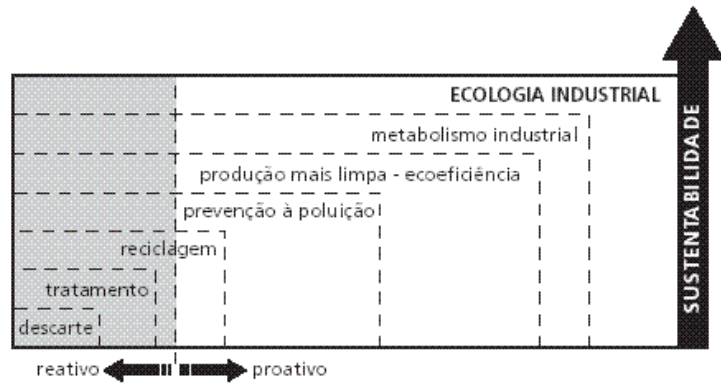 ECOLOGIA INDUSTRIAL
metabolismo industrial
produção mais limpa - ecoeficiência
prevenção à poluição
reciclagem
tratamento
descarte
reativo
proativo
SUSTENTABILIDADE